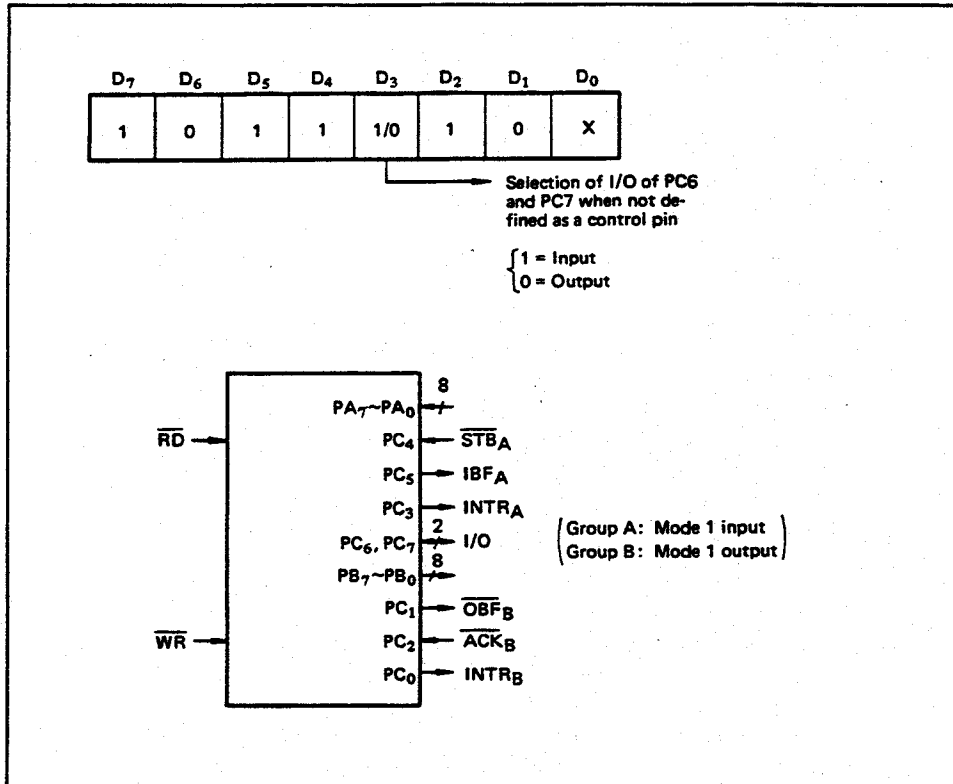 D7 D6 D5 D4 D3 D2 D1 D0
1 0 1 1 1/0 1 0 X
Selection of I/O of PC6
and PC7 when not de-
fined as a control pin
1 = Input
0 = Output
8
PA7~PA0
RD PC4 STBA
PC5 IBFA
PC3 INTRA
2
PC6, PC7 I/O
(Group A: Mode 1 input
Group B: Mode 1 output)
8
PB7~PB0
PC1 OBFB
WR PC2 ACKB
PC0 INTRB